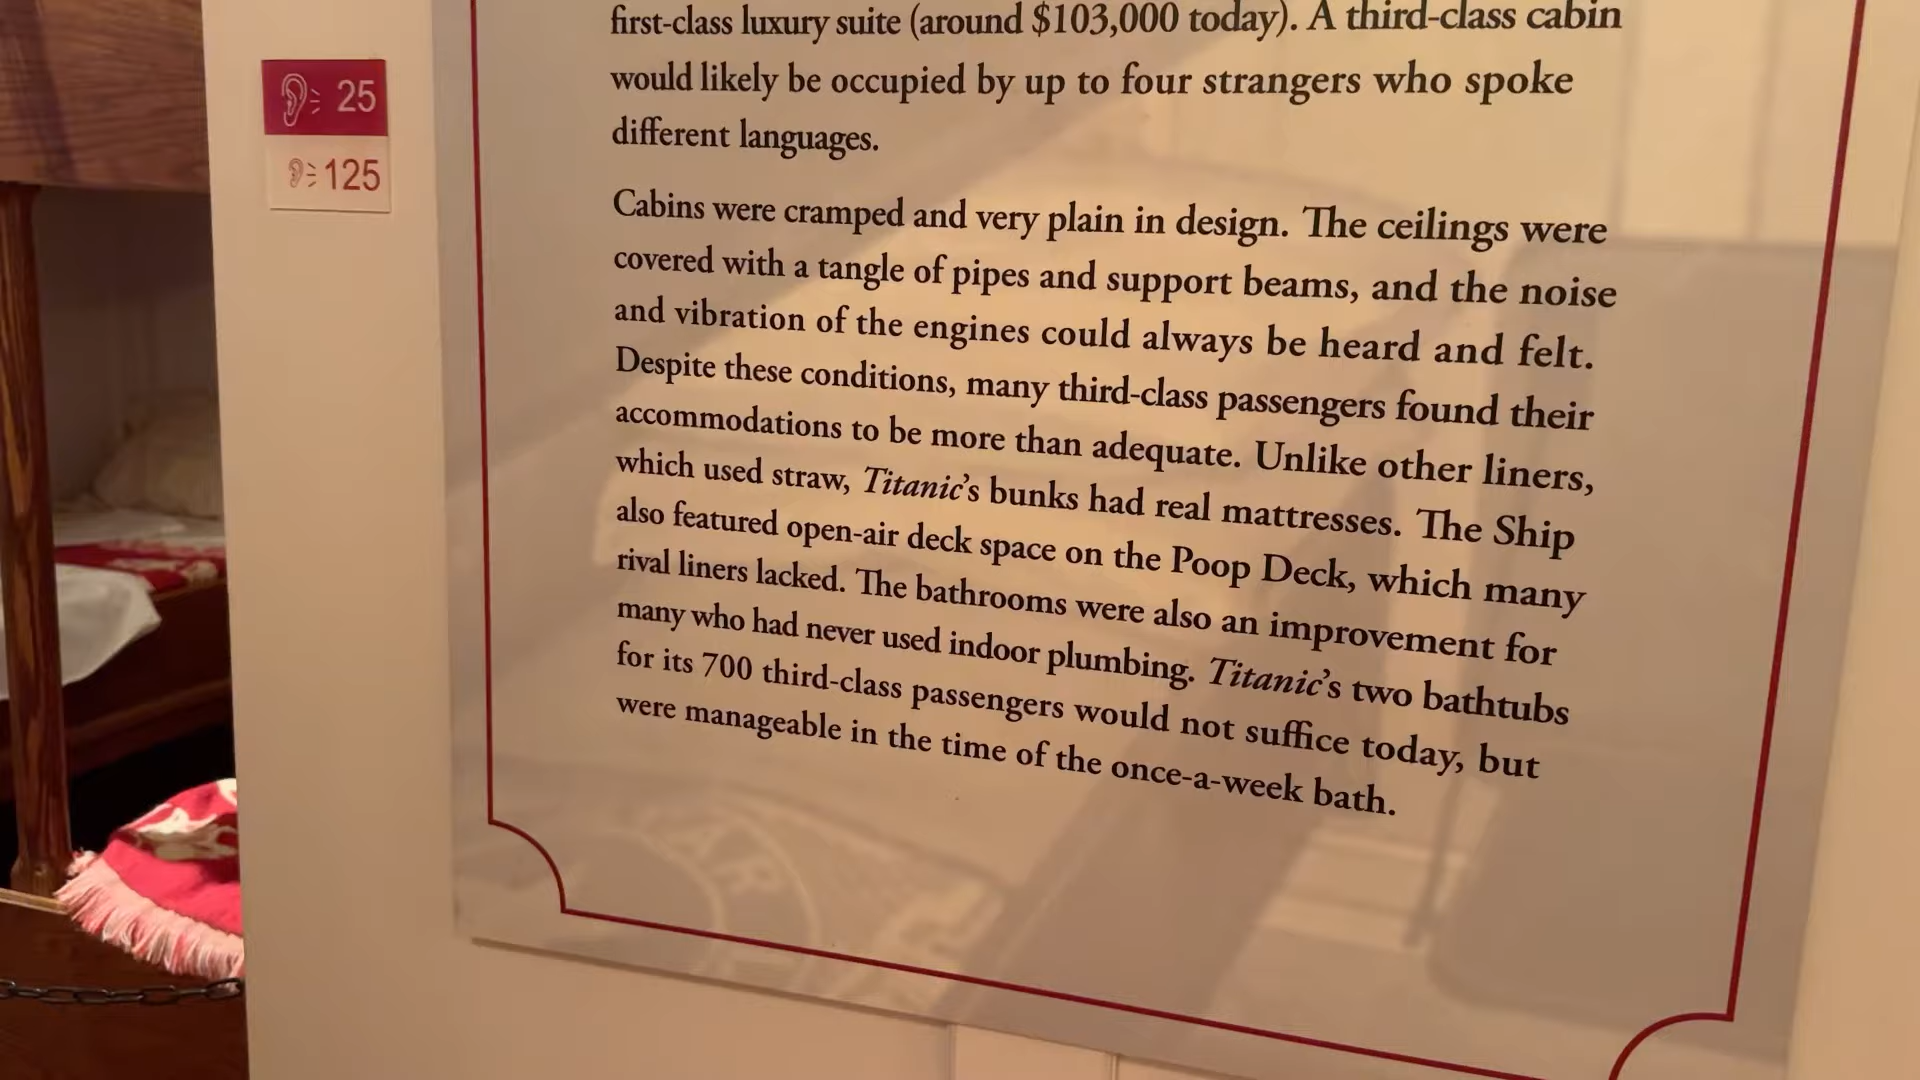 25
125
first-class luxury suite (around $103,000 today). A third-class cabin
would likely be occupied by up to four strangers who spoke
different languages.
Cabins were cramped and very plain in design. The ceilings were
covered with a tangle of pipes and support beams, and the noise
and vibration of the engines could always be heard and felt.
Despite these conditions, many third-class passengers found their
accommodations to be more than adequate. Unlike other liners,
which used straw, Titanic's bunks had real mattresses. The Ship
also featured open-air deck space on the Poop Deck, which many
rival liners lacked. The bathrooms were also an improvement for
many who had never used indoor plumbing. Titanic's two bathtubs
for its 700 third-class passengers would not suffice today, but
were manageable in the time of the once-a-week bath.